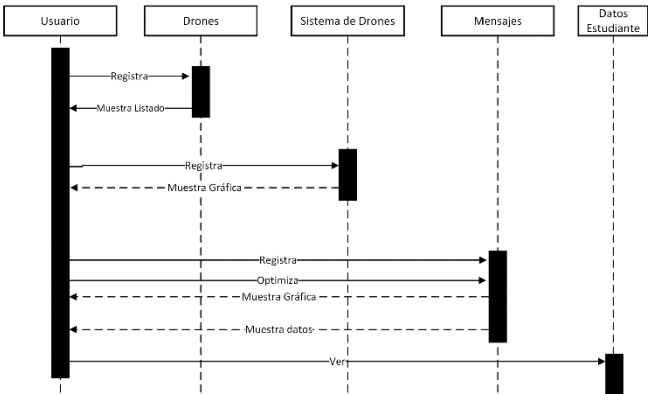 Usuario
Drones
Sistema de Drones
Mensajes
Datos
Estudiante
Registra
Muestra Listado
Registra
Muestra Gráfica
Registra
Optimiza
Muestra Gráfica
Muestra datos
Ver